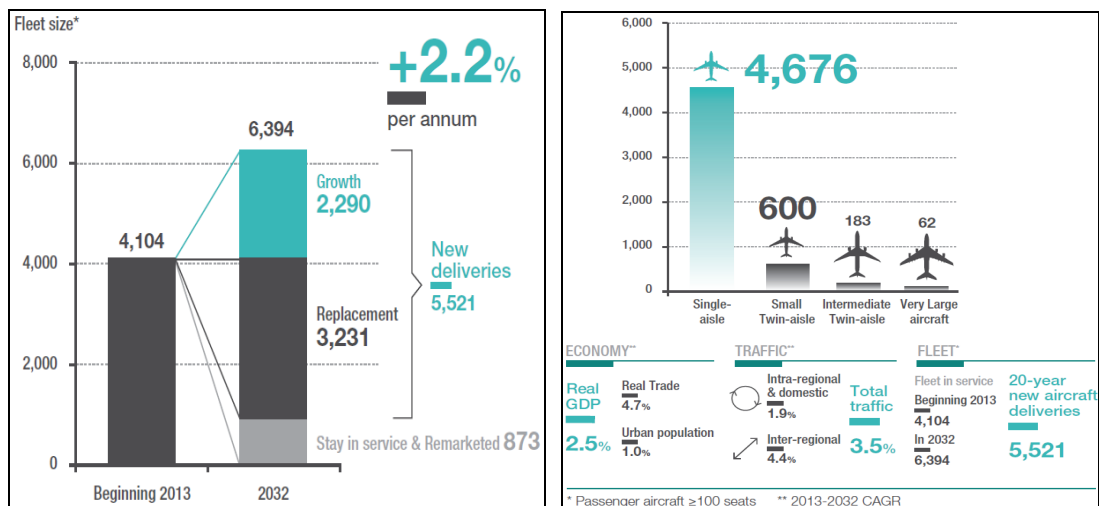 Fleet size*
8,000
6,000
4,000
2,000
0
+2.2%
per annum
6,394
4,104
Growth
2,290
New
deliveries
5,521
Replacement
3,231
Stay in service & Remarketed 873
Beginning 2013
2032
6,000
5,000
4,000
3,000
2,000
1,000
0
4,676
600
183
62
Single-
aisle
Small
Twin-aisle
Intermediate
Twin-aisle
Very Large
aircraft
ECONOMY**
Real
GDP
2.5%
Real Trade
4.7%
Urban population
1.0%
TRAFFIC**
Intra-regional
& domestic
1.9%
Inter-regional
4.4%
Total
traffic
3.5%
FLEET*
Fleet in service
Beginning 2013
4,104
In 2032
6,394
20-year
new aircraft
deliveries
5,521
* Passenger aircraft ≥100 seats ** 2013-2032 CAGR